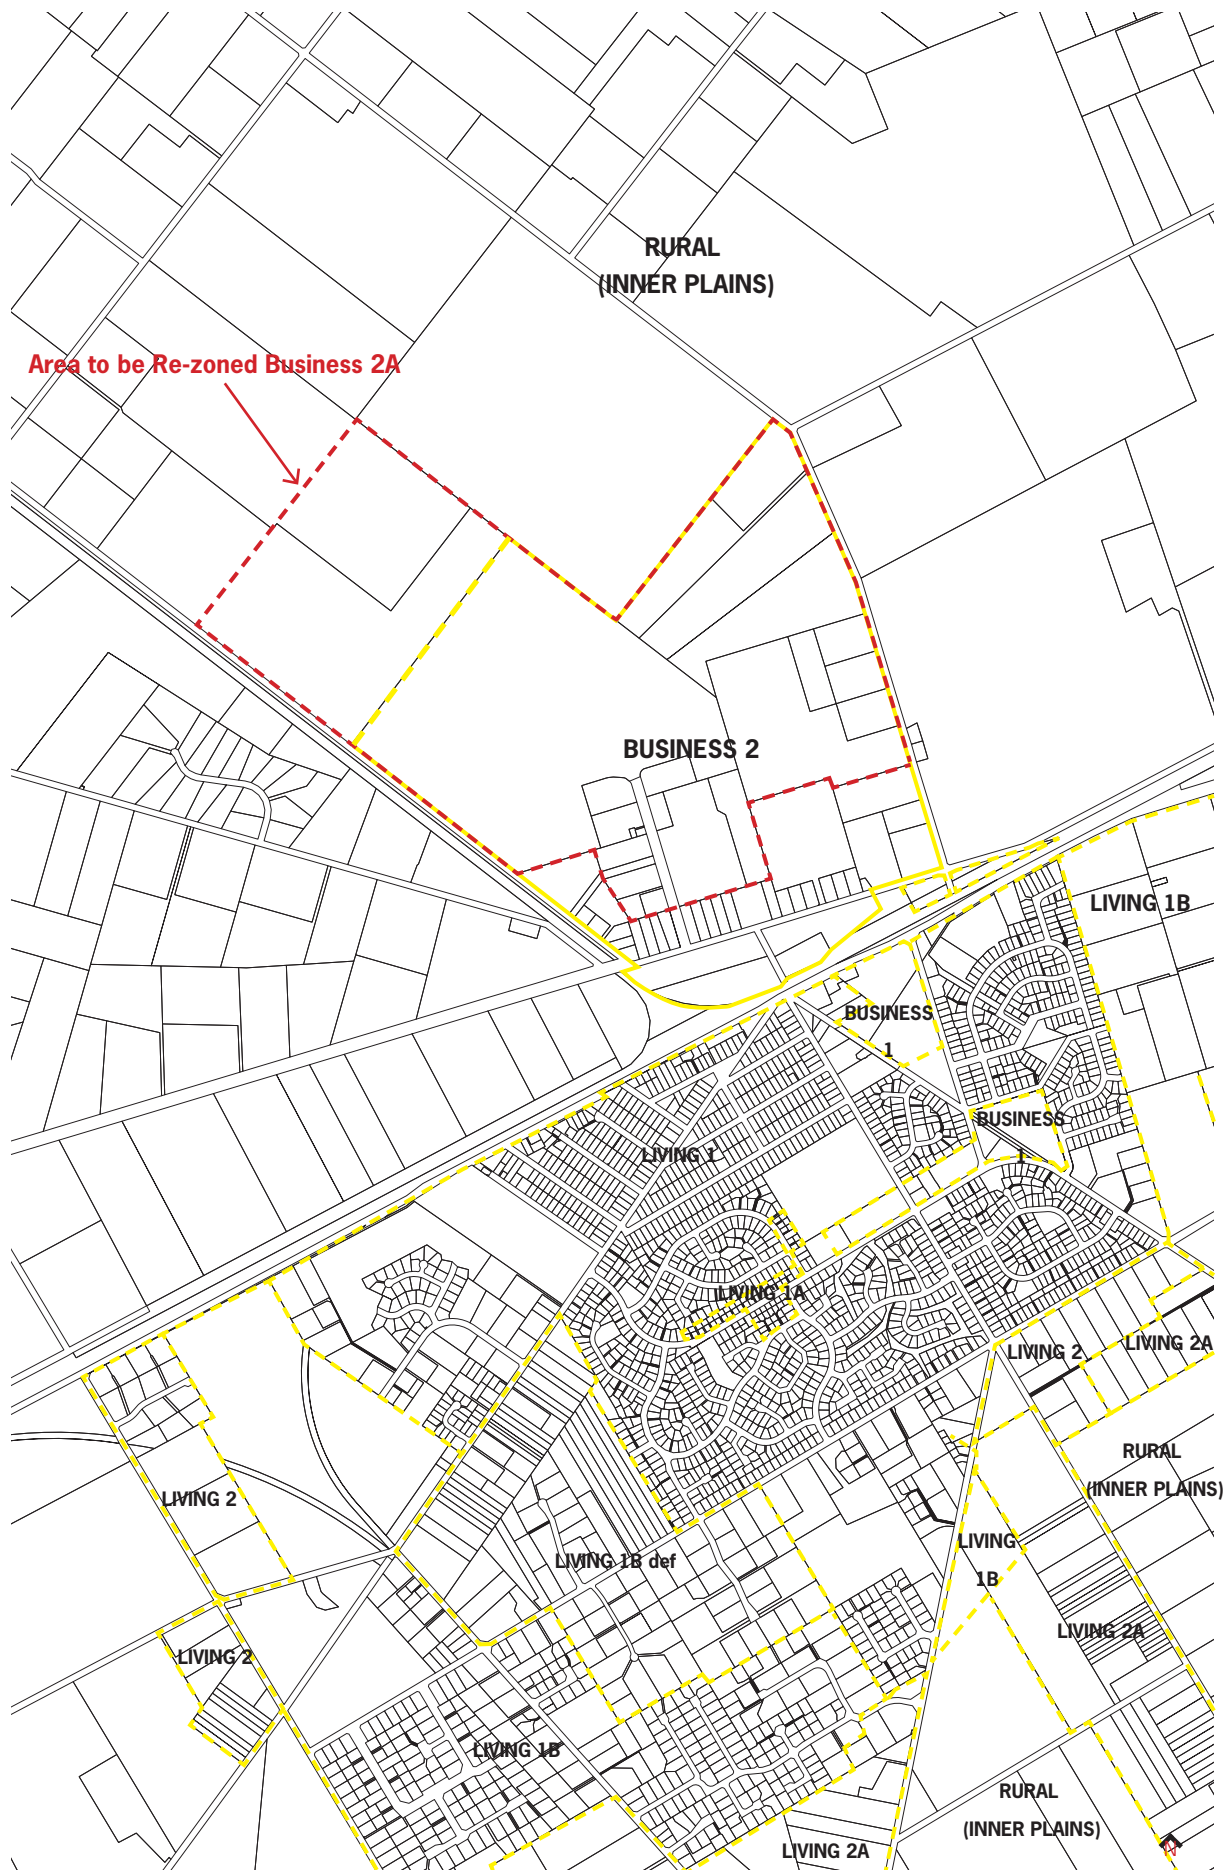 RURAL
(INNER PLAINS)
Area to be Re-zoned Business 2A
BUSINESS 2
LIVING 1B
BUSINESS
1
BUSINESS
1
LIVING 1
LIVING 1A
LIVING 2
LIVING 2A
RURAL
(INNER PLAINS)
LIVING 2
LIVING
1B
LIVING 1B def
LIVING 2A
LIVING 2
LIVING 1B
RURAL
(INNER PLAINS)
LIVING 2A
N